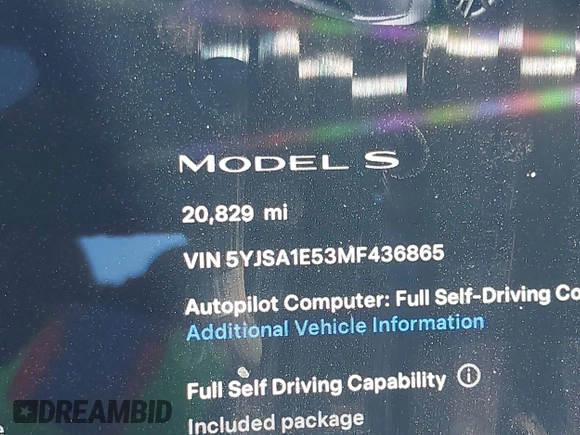 MODEL S
20,829 mi
VIN 5YJSA1E53MF436865
Autopilot Computer: Full Self-Driving Co
Additional Vehicle Information
Full Self Driving Capability
Included package
DREAMBID